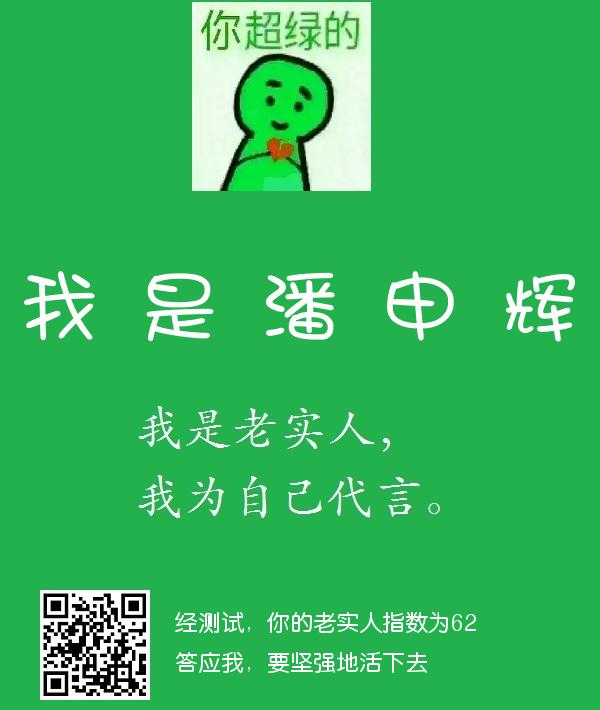 你超绿的
我是潘申辉
我是老实人，
我为自己代言。
经测试，你的老实人指数为62
答应我，要坚强地活下去